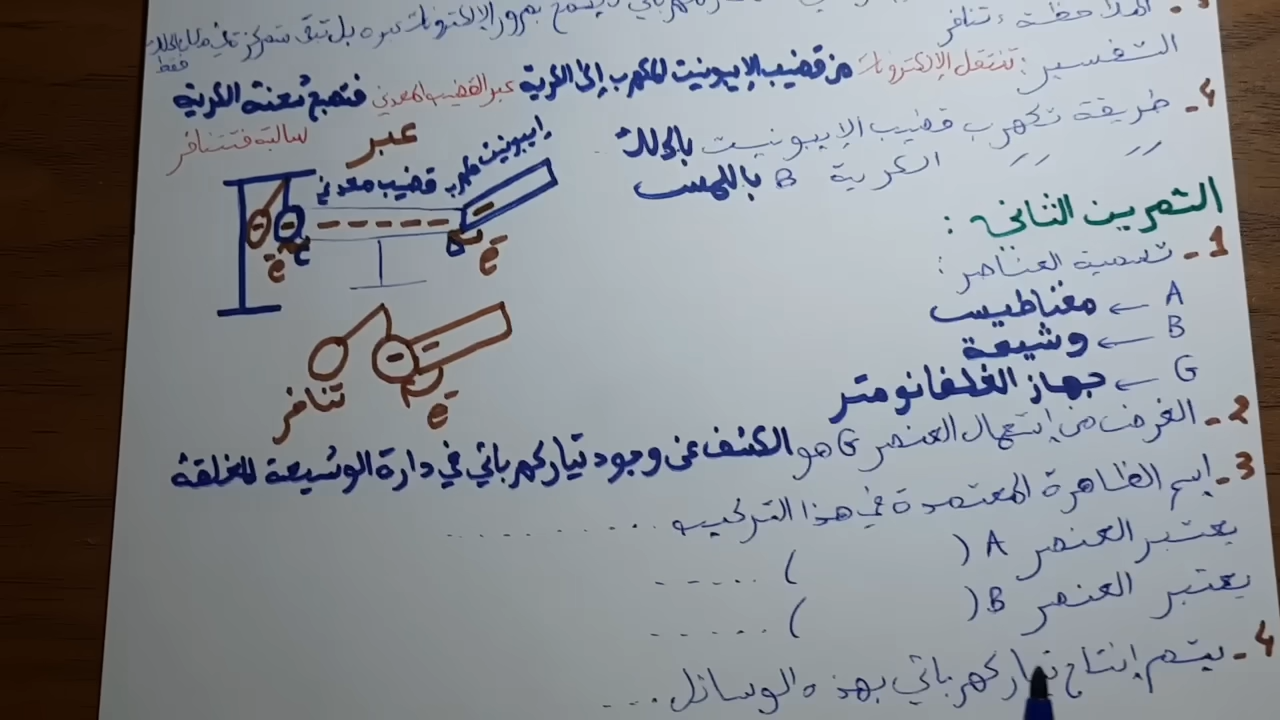 3. الملاحظة: تنافر
التفسير: تنتقل الإلكترونات من قضيب الإيبونيت المكهرب إلى الكرية عبر القضيب المعدني فتصبح شحنة الكرية
سالبة فتتنافر
4- طريقة تكهرب قضيب الإيبونيت بالدلك
〃 〃 الكرية B باللمس
عبر
إيبونيت مكهرب
قضيب معدني
e⁻
e⁻
تنافر
e⁻
التمرين الثاني:
1- تسمية العناصر:
A ← مغناطيس
B ← وشيعة
G ← جهاز الغلفانومتر
2- الغرض من إستعمال العنصر G هو الكشف عن وجود تيار كهربائي في دارة الوشيعة المغلقة
3- إسم الظاهرة المعتمدة في هذا التركيب .........
يعتبر العنصر A ( ) ......
يعتبر العنصر B ( ) ......
4- يتم إنتاج تيار كهربائي بهذه الوسائل ...